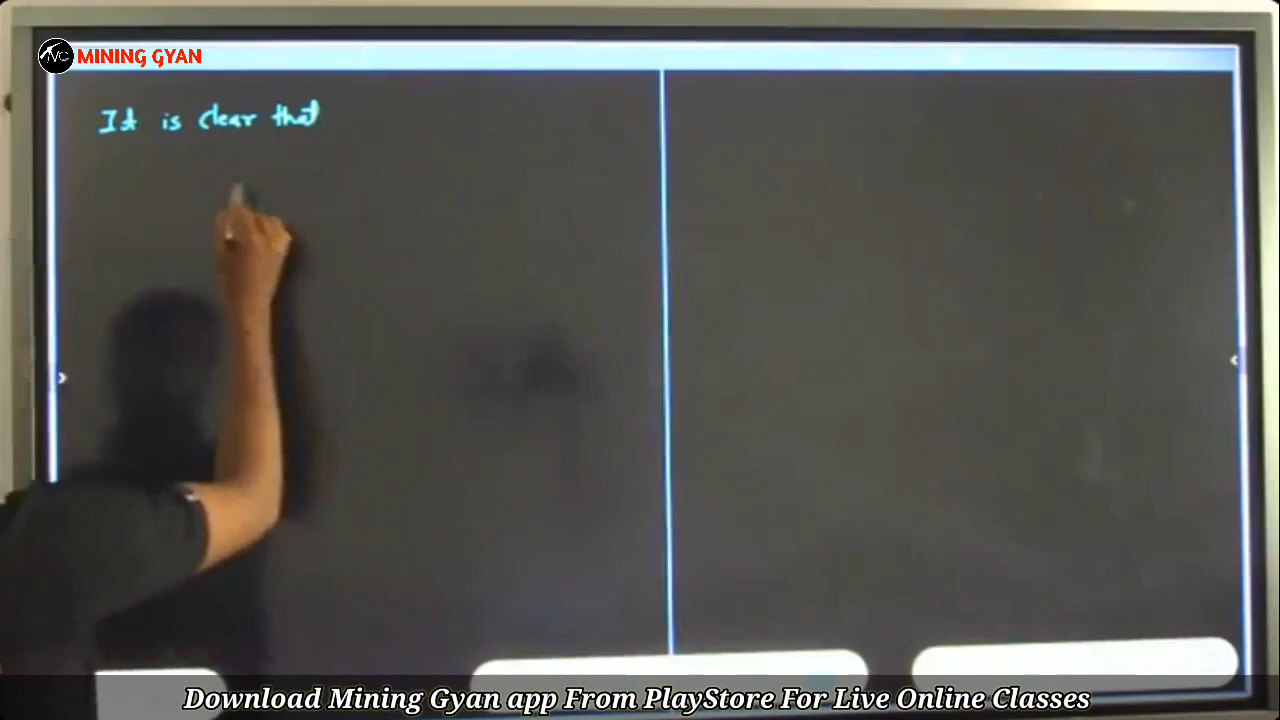 MINING GYAN
It is clear that
Download Mining Gyan app From PlayStore For Live Online Classes